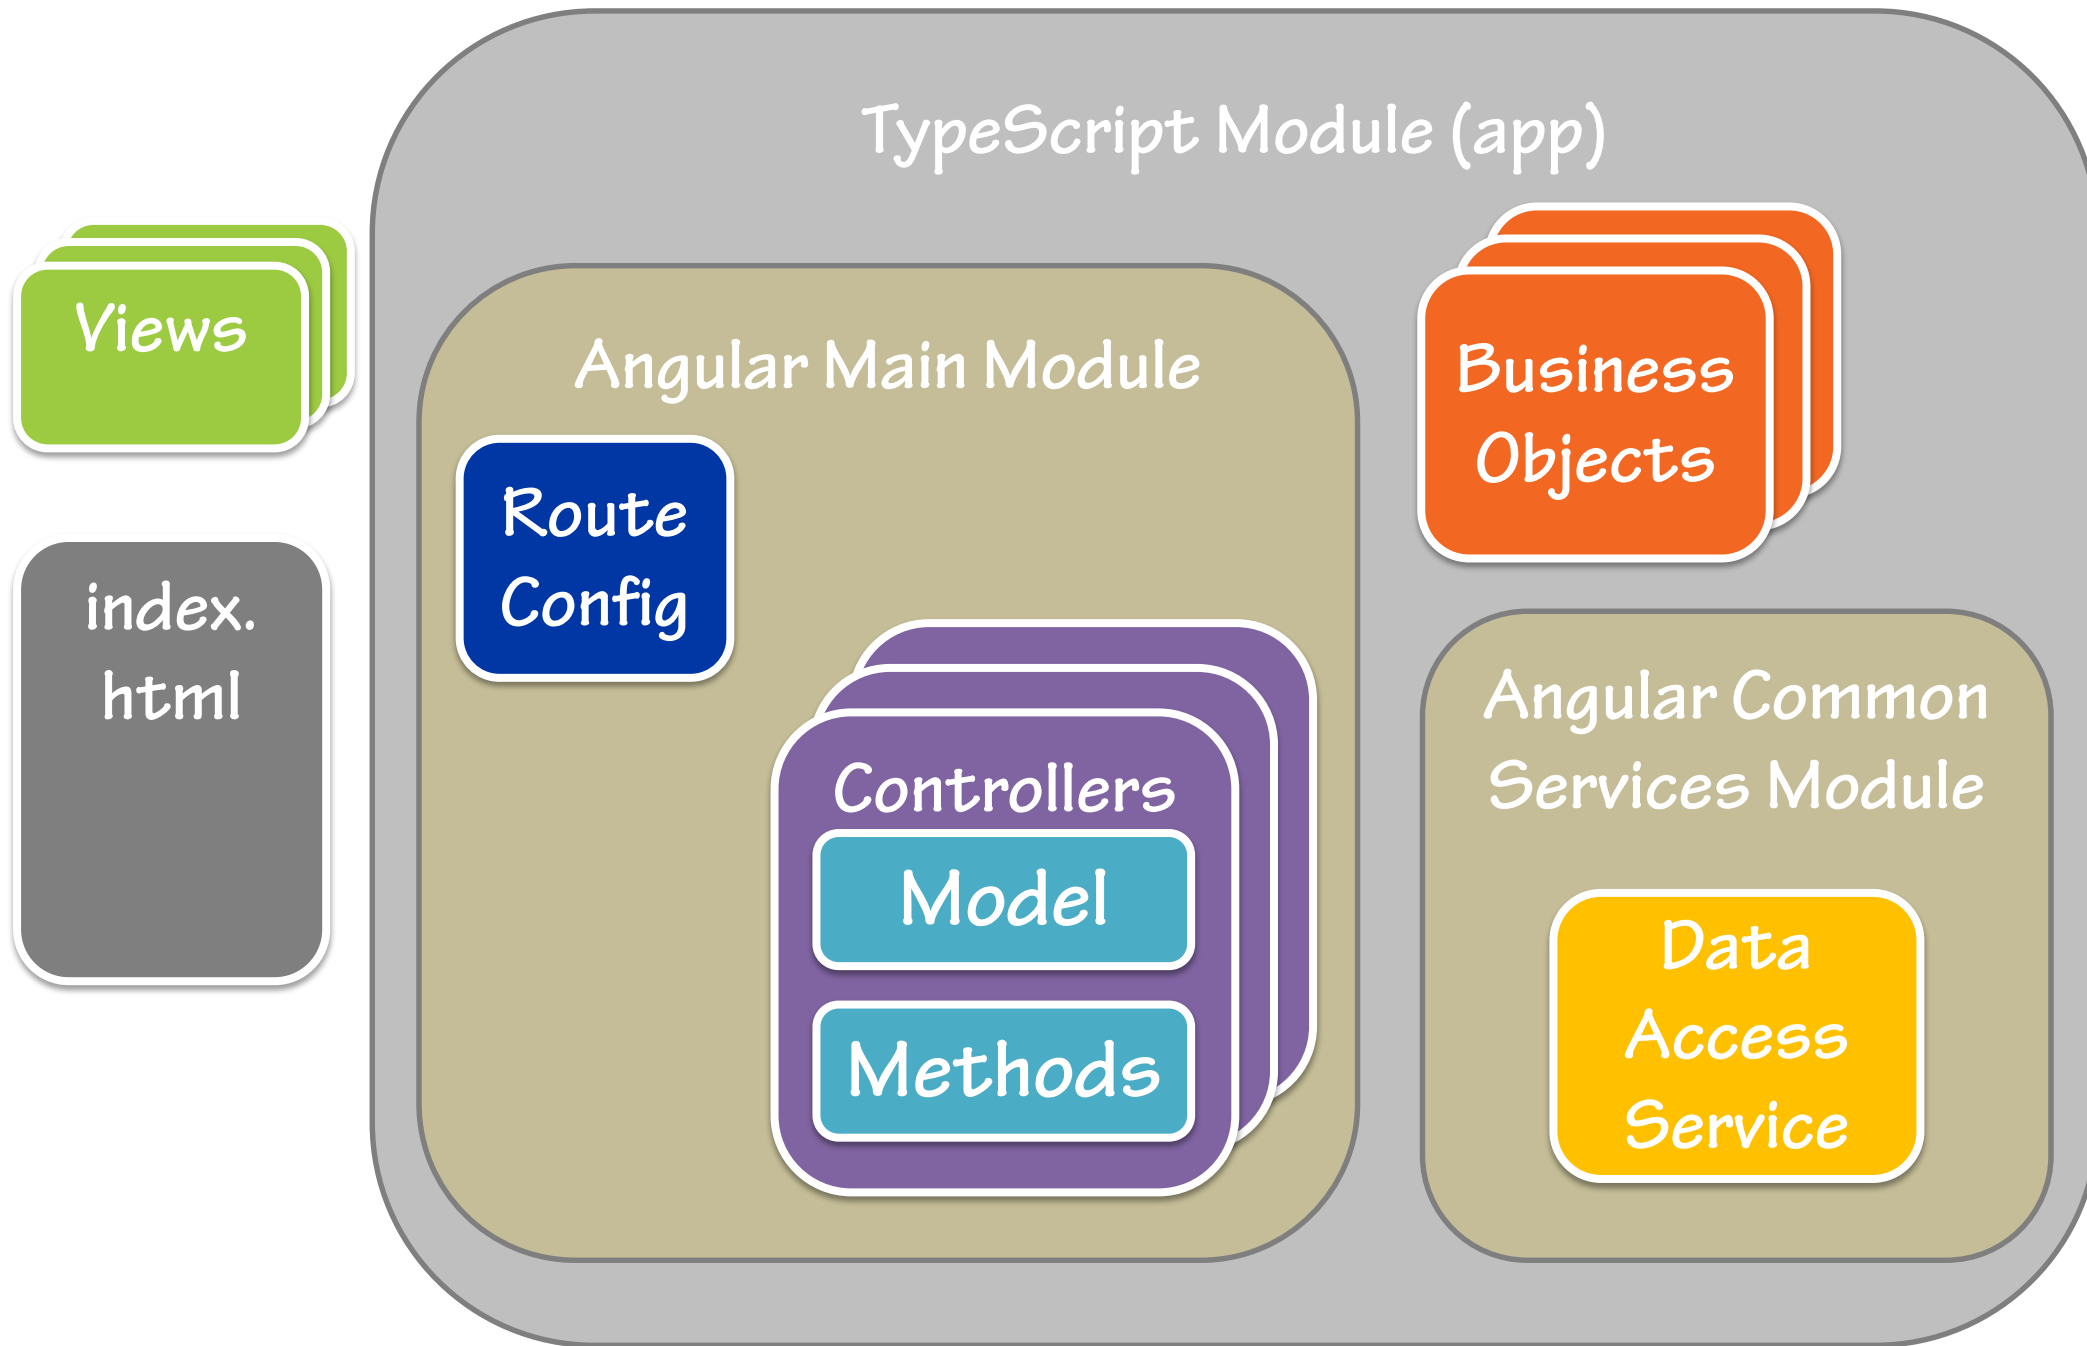 TypeScript Module (app)
Views
index.
html
Angular Main Module
Route
Config
Controllers
Model
Methods
Business
Objects
Angular Common
Services Module
Data
Access
Service